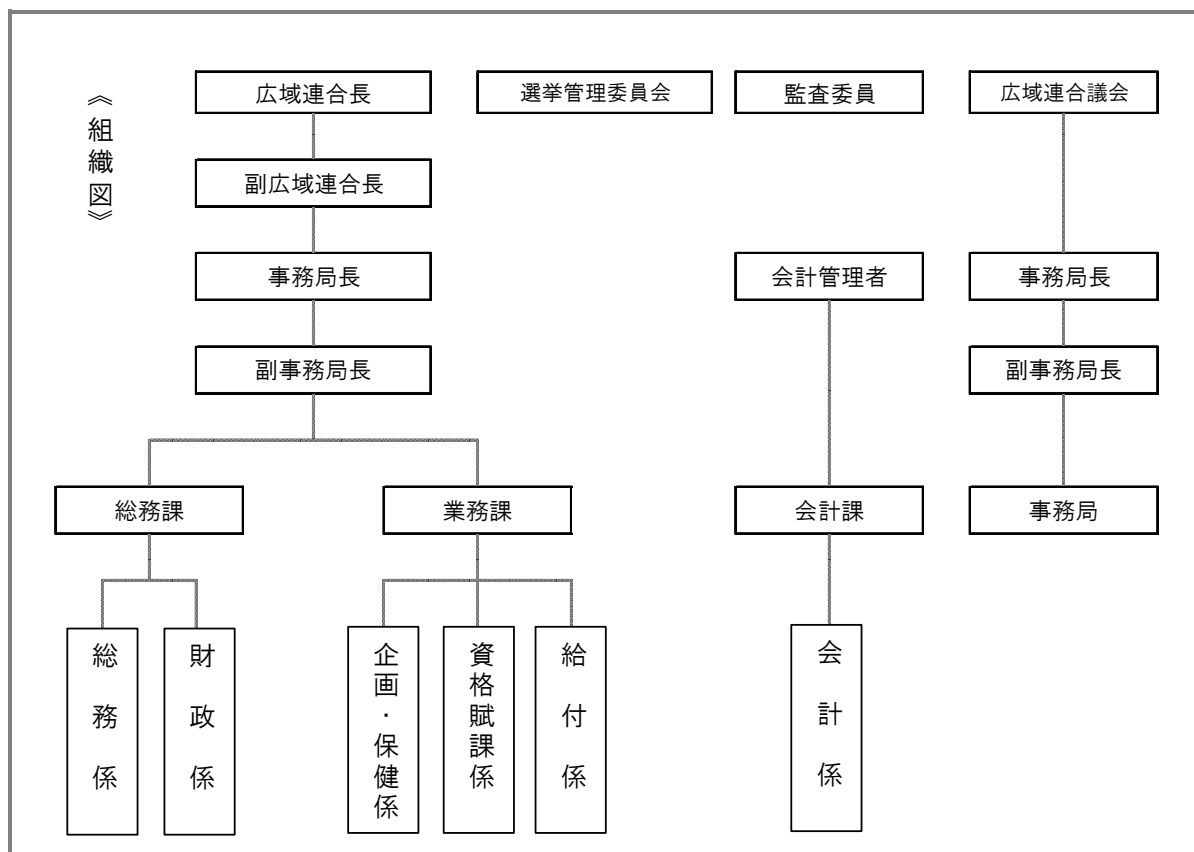 《組織図》
広域連合長
選挙管理委員会
監査委員
広域連合議会
副広域連合長
事務局長
会計管理者
事務局長
副事務局長
副事務局長
総務課
業務課
会計課
事務局
総務係
財政係
企画・保健係
資格賦課係
給付係
会計係